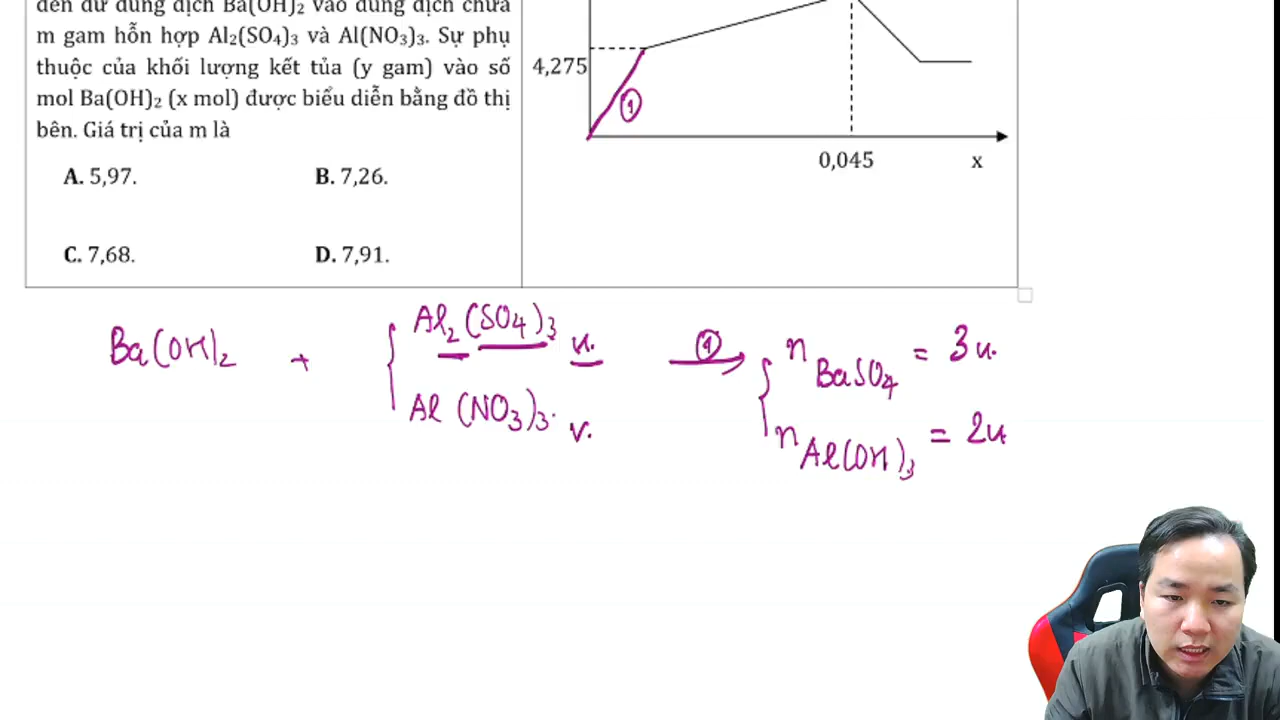 đến dư dung dịch Ba(OH)₂ vào dung dịch chứa
m gam hỗn hợp Al₂(SO₄)₃ và Al(NO₃)₃. Sự phụ
thuộc của khối lượng kết tủa (y gam) vào số
mol Ba(OH)₂ (x mol) được biểu diễn bằng đồ thị
bên. Giá trị của m là
A. 5,97. B. 7,26.
C. 7,68. D. 7,91.
4,275
①
0,045 x
Ba(OH)₂ + { Al₂(SO₄)₃ u.
Al(NO₃)₃. v.
① { n BaSO₄ = 3u.
n Al(OH)₃ = 2u